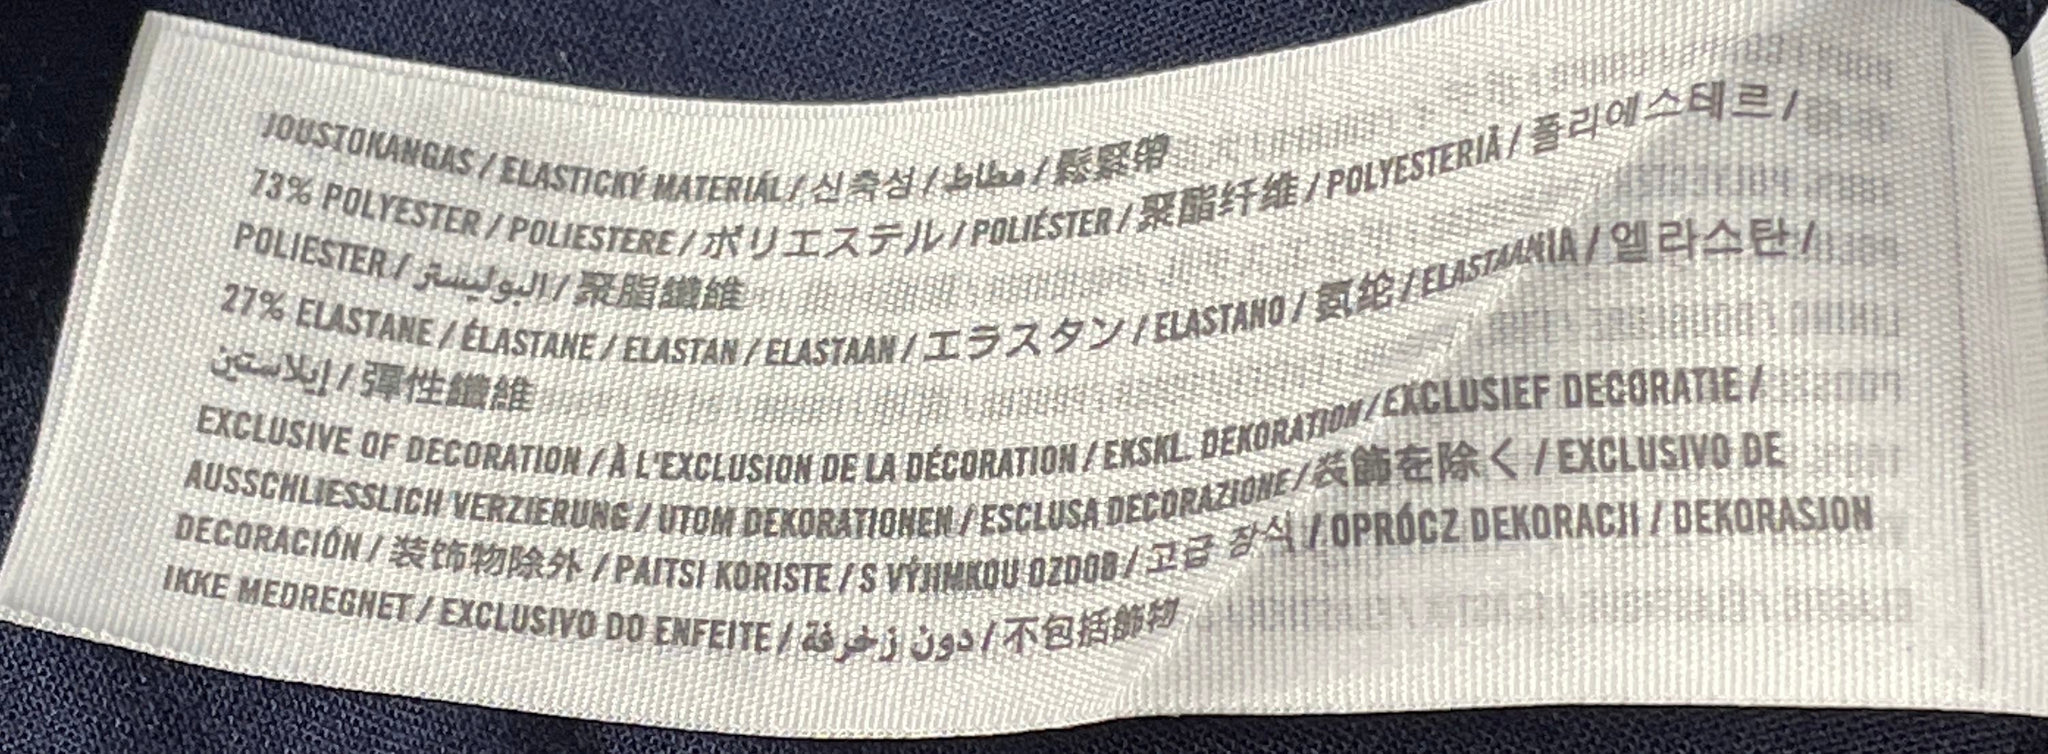 JOUSTOKANGAS / ELASTICKÝ MATERIÁL / 신축성 / مطاط / 鬆緊帶
73% POLYESTER / POLIESTERE / ポリエステル / POLIÉSTER / 聚酯纤维 / POLYESTERIÄ / 폴리에스테르 /
POLIESTER / البوليستر / 聚脂纖維
27% ELASTANE / ÉLASTANE / ELASTAN / ELASTAAN / エラスタン / ELASTANO / 氨纶 / ELASTAANIA / 엘라스탄 /
إيلاستين / 彈性纖維
EXCLUSIVE OF DECORATION / À L'EXCLUSION DE LA DÉCORATION / EKSKL. DEKORATION / EXCLUSIEF DECORATIE /
AUSSCHLIESSLICH VERZIERUNG / UTOM DEKORATIONEN / ESCLUSA DECORAZIONE / 装飾を除く / EXCLUSIVO DE
DECORACIÓN / 装饰物除外 / PAITSI KORISTE / S VÝJIMKOU OZDOB / 고급 장식 / OPRÓCZ DEKORACJI / DEKORASJON
IKKE MEDREGNET / EXCLUSIVO DO ENFEITE / دون زخرفة / 不包括飾物